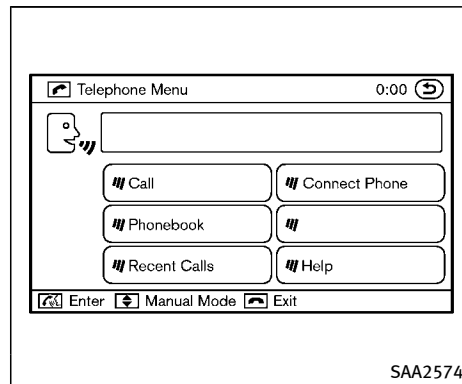 Telephone Menu 0:00
Call Connect Phone
Phonebook
Recent Calls Help
Enter Manual Mode Exit
SAA2574